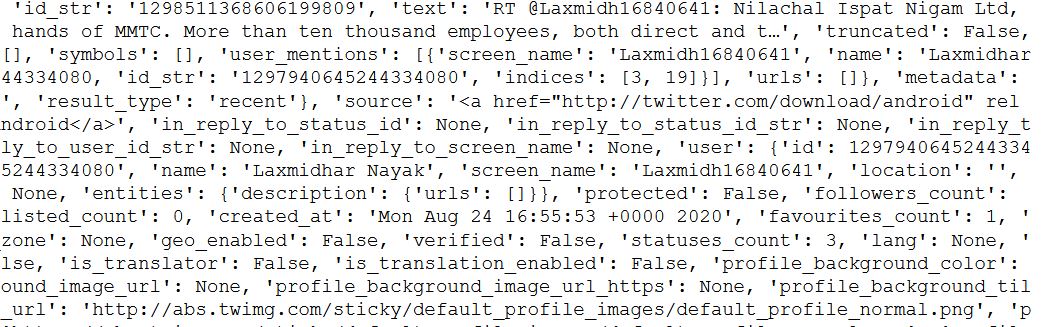 'id_str': '1298511368606199809', 'text': 'RT @Laxmidh16840641: Nilachal Ispat Nigam Ltd,
hands of MMTC. More than ten thousand employees, both direct and t…', 'truncated': False,
[], 'symbols': [], 'user_mentions': [{'screen_name': 'Laxmidh16840641', 'name': 'Laxmidhar
44334080, 'id_str': '1297940645244334080', 'indices': [3, 19]}], 'urls': []}, 'metadata':
', 'result_type': 'recent'}, 'source': '<a href="http://twitter.com/download/android" rel
ndroid</a>', 'in_reply_to_status_id': None, 'in_reply_to_status_id_str': None, 'in_reply_t
ly_to_user_id_str': None, 'in_reply_to_screen_name': None, 'user': {'id': 1297940645244334
5244334080', 'name': 'Laxmidhar Nayak', 'screen_name': 'Laxmidh16840641', 'location': '',
None, 'entities': {'description': {'urls': []}}, 'protected': False, 'followers_count':
listed_count': 0, 'created_at': 'Mon Aug 24 16:55:53 +0000 2020', 'favourites_count': 1, '
zone': None, 'geo_enabled': False, 'verified': False, 'statuses_count': 3, 'lang': None, '
lse, 'is_translator': False, 'is_translation_enabled': False, 'profile_background_color':
ound_image_url': None, 'profile_background_image_url_https': None, 'profile_background_til
_url': 'http://abs.twimg.com/sticky/default_profile_images/default_profile_normal.png', 'p